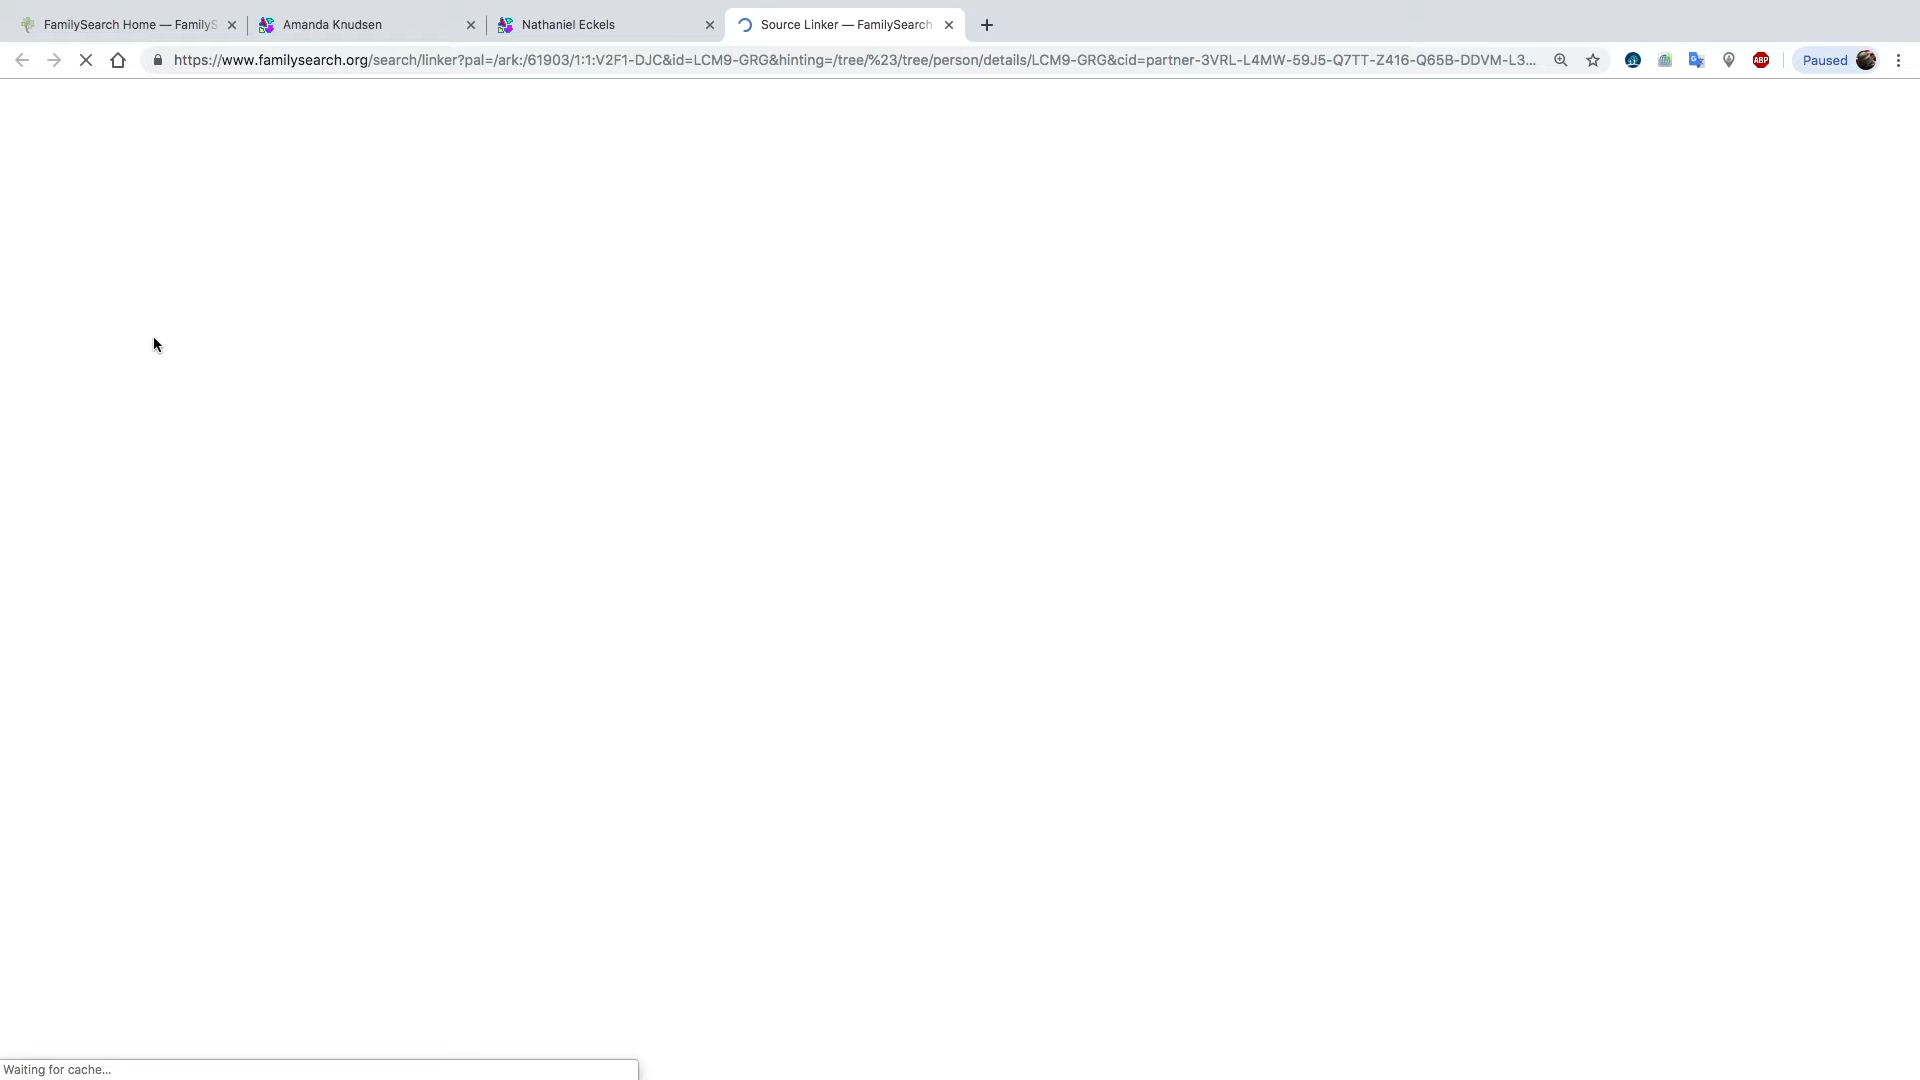 FamilySearch Home — FamilyS
Amanda Knudsen
Nathaniel Eckels
Source Linker — FamilySearch
https://www.familysearch.org/search/linker?pal=/ark:/61903/1:1:V2F1-DJC&id=LCM9-GRG&hinting=/tree/%23/tree/person/details/LCM9-GRG&cid=partner-3VRL-L4MW-59J5-Q7TT-Z416-Q65B-DDVM-L3...
ABP
Paused
Waiting for cache...